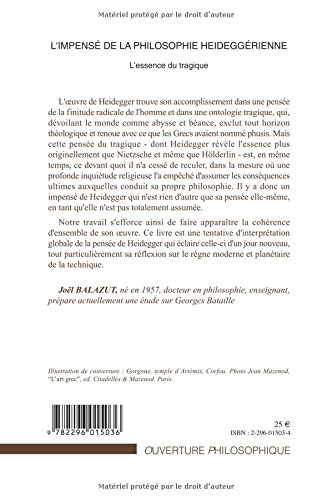 Matériel protégé par le droit d'auteur
L'IMPENSÉ DE LA PHILOSOPHIE HEIDEGGÉRIENNE
L'essence du tragique
L'œuvre de Heidegger trouve son accomplissement dans une pensée
de la finitude radicale de l'homme et dans une ontologie tragique, qui,
dévoilant le monde comme abysse et béance, exclut tout horizon
théologique et renoue avec ce que les Grecs avaient nommé phusis. Mais
cette pensée du tragique - dont Heidegger révèle l'essence plus
originellement que Nietzsche et même que Hölderlin - est, en même
temps, ce devant quoi il n'a cessé de reculer, dans la mesure où une
profonde inquiétude religieuse l'a empêché d'assumer les conséquences
ultimes auxquelles conduit sa propre philosophie. Il y a donc un
impensé de Heidegger qui n'est rien d'autre que sa pensée elle-même,
en tant qu'elle n'est pas totalement assumée.
Notre travail s'efforce ainsi de faire apparaître la cohérence
d'ensemble de son œuvre. Ce livre est une tentative d'interprétation
globale de la pensée de Heidegger qui éclaire celle-ci d'un jour nouveau,
tout particulièrement sa réflexion sur le règne moderne et planétaire de
la technique.
Joël BALAZUT, né en 1957, docteur en philosophie, enseignant,
prépare actuellement une étude sur Georges Bataille
Illustration de couverture : Gorgone, temple d'Artémis, Corfou. Photo Jean Mazenod,
"L'art grec", ed. Citadelles & Mazenod. Paris.
9 782296 015036
25 €
ISBN : 2-296-01503-4
OUVERTURE PHILOSOPHIQUE
Matériel protégé par le droit d'auteur